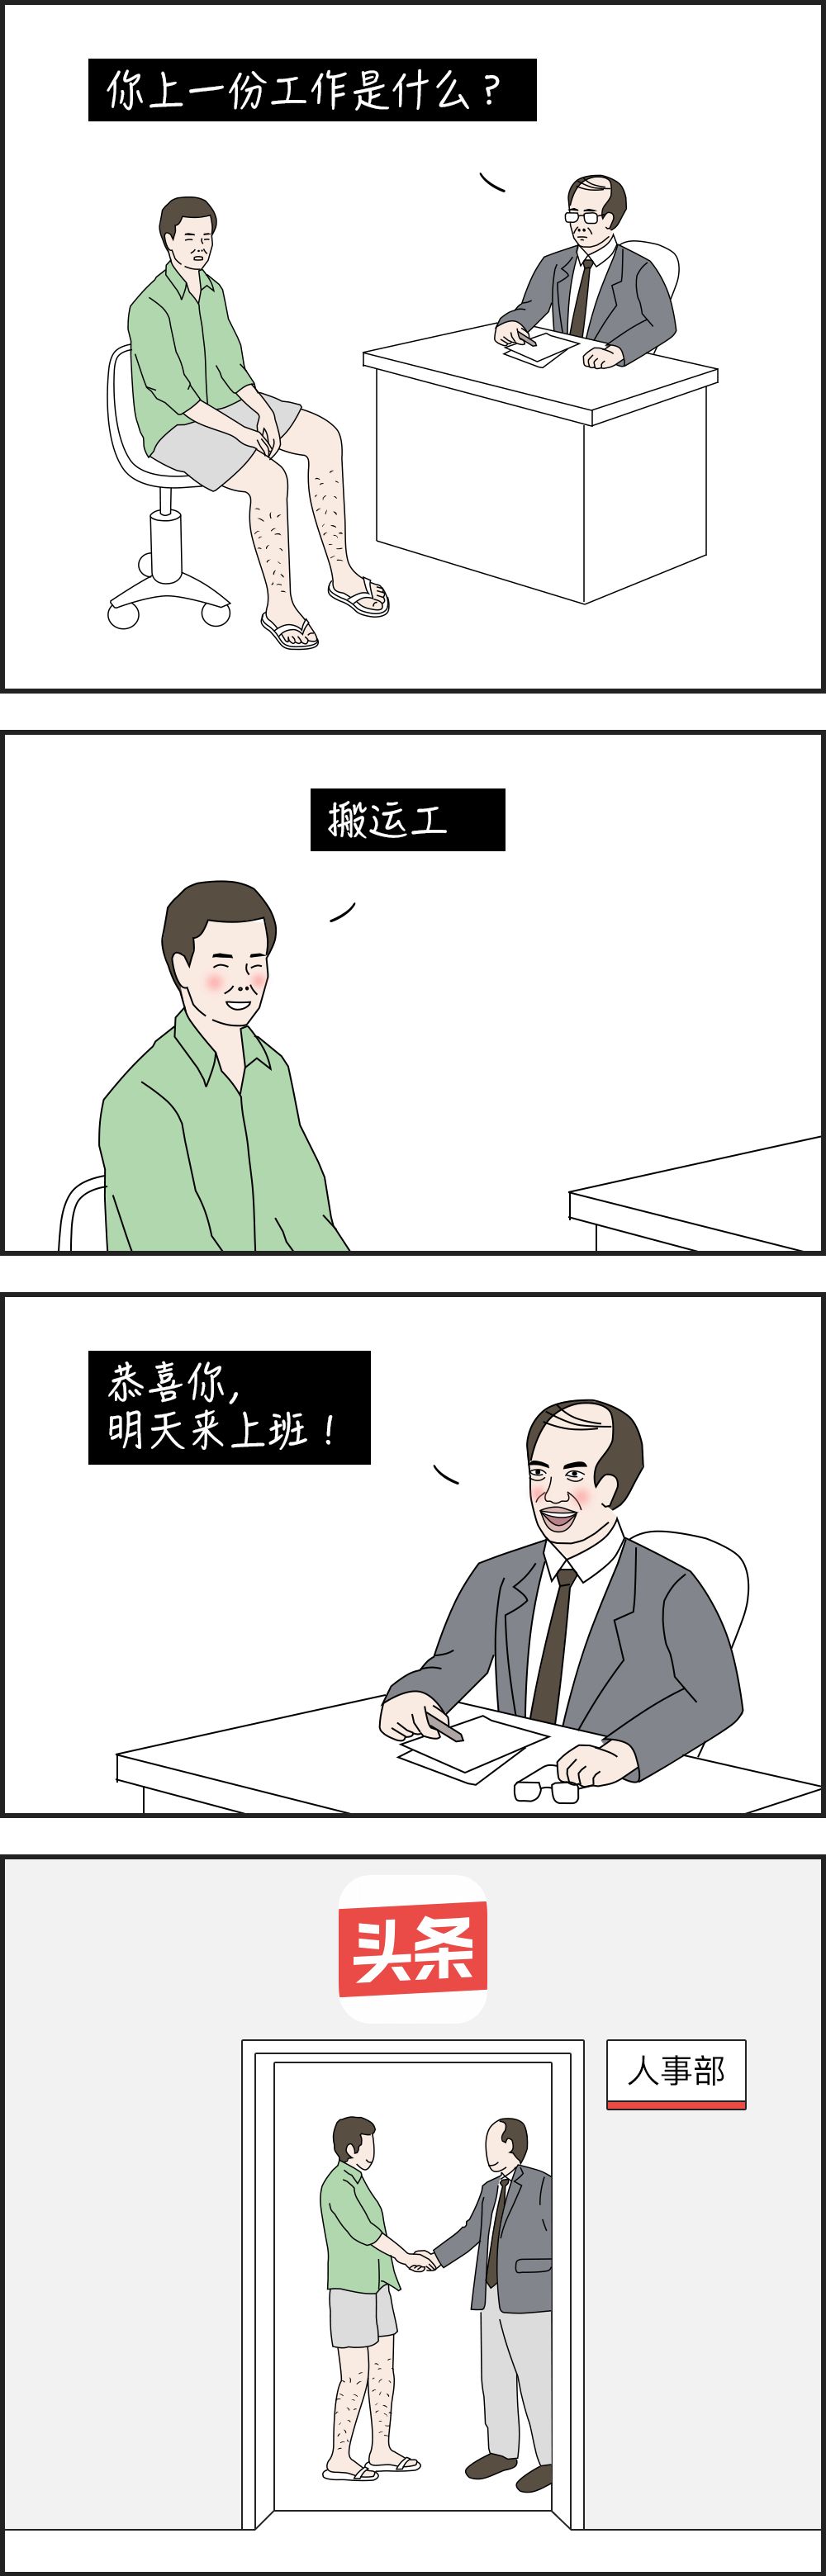 你上一份工作是什么？
搬运工
恭喜你,
明天来上班！
头条
人事部